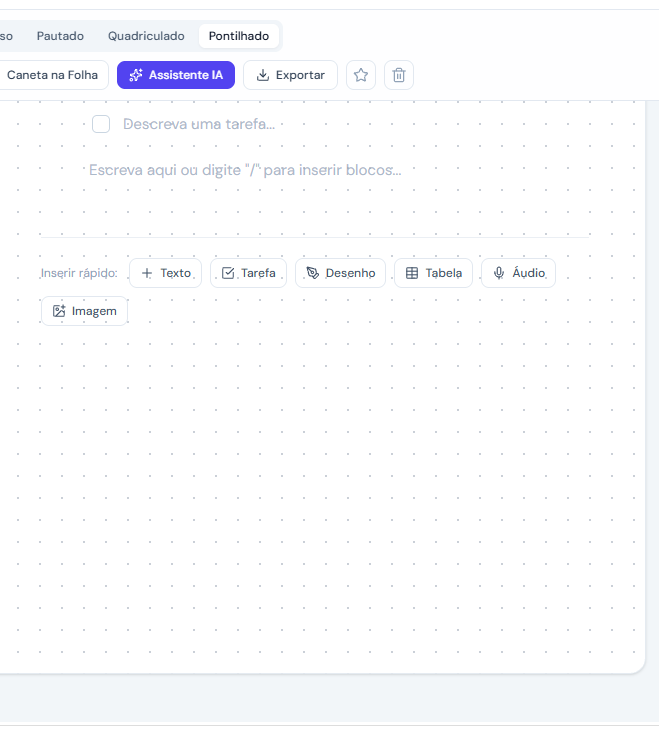 so Pautado Quadriculado Pontilhado
Caneta na Folha Assistente IA Exportar
Descreva uma tarefa...
Escreva aqui ou digite "/" para inserir blocos...
Inserir rápido: Texto Tarefa Desenho Tabela Áudio
Imagem